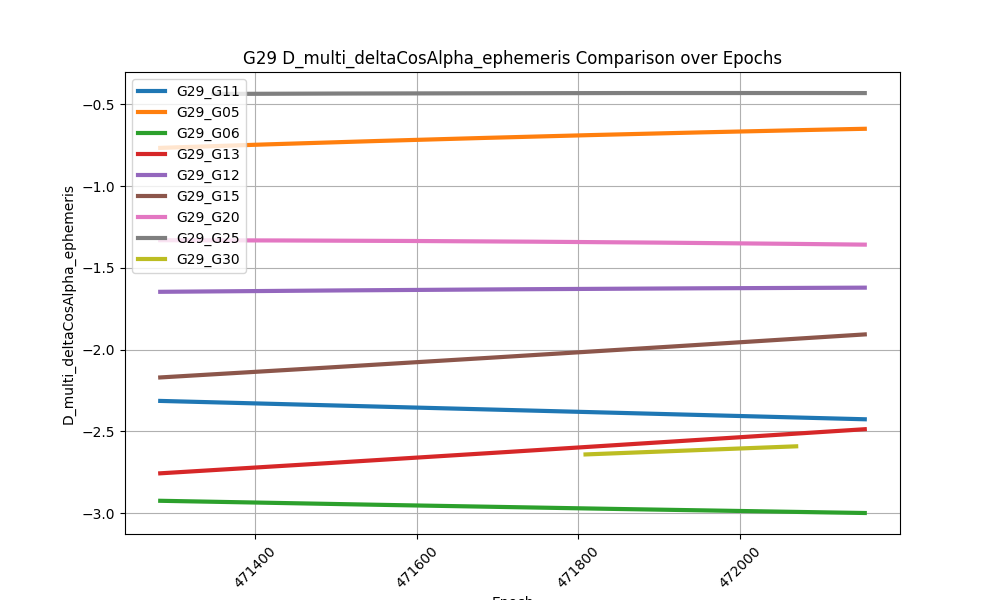 G29 D_multi_deltaCosAlpha_ephemeris Comparison over Epochs
D_multi_deltaCosAlpha_ephemeris
−0.5
−1.0
−1.5
−2.0
−2.5
−3.0
G29_G11
G29_G05
G29_G06
G29_G13
G29_G12
G29_G15
G29_G20
G29_G25
G29_G30
471400
471600
471800
472000
Epoch